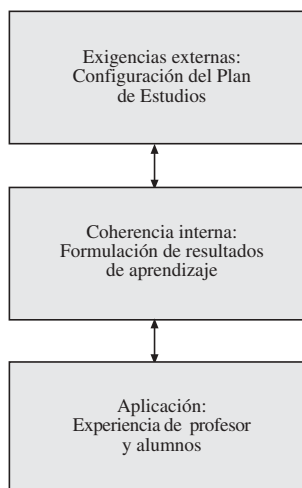 Exigencias externas:
Configuración del Plan
de Estudios
Coherencia interna:
Formulación de resultados
de aprendizaje
Aplicación:
Experiencia de profesor
y alumnos